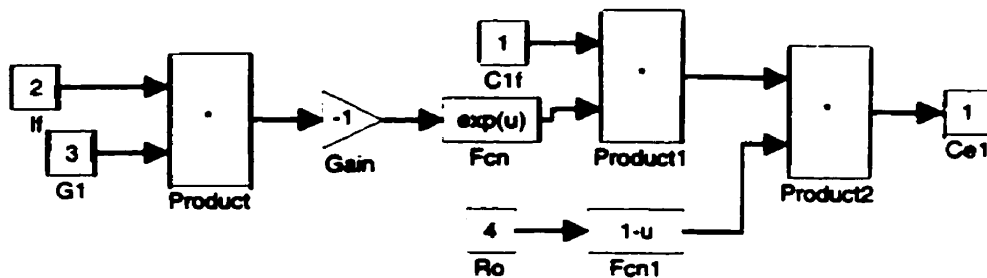 2
If
3
G1
*
Product
-1
Gain
exp(u)
Fcn
1
C1f
*
Product1
4
Ro
1-u
Fcn1
*
Product2
1
Ce1